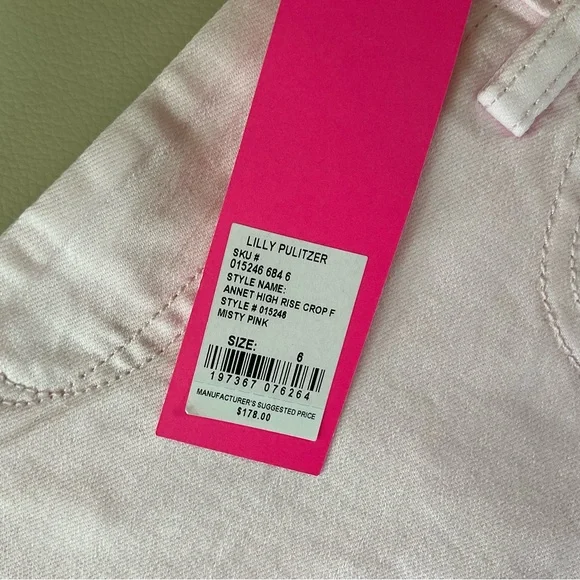 LILLY PULITZER
SKU #
015246 684 6
STYLE NAME:
ANNET HIGH RISE CROP F
STYLE # 015246
MISTY PINK
SIZE: 6
197367 076264
MANUFACTURER'S SUGGESTED PRICE
$178.00